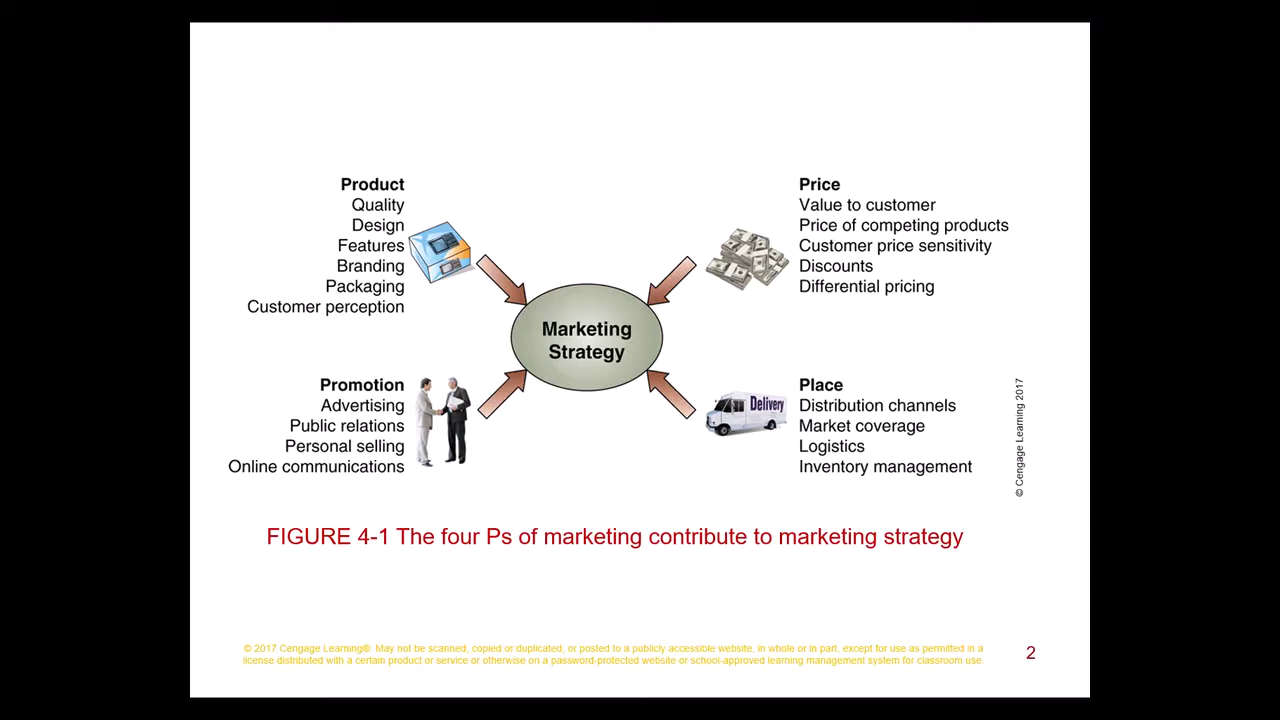 Product
Quality
Design
Features
Branding
Packaging
Customer perception
Price
Value to customer
Price of competing products
Customer price sensitivity
Discounts
Differential pricing
Marketing
Strategy
Promotion
Advertising
Public relations
Personal selling
Online communications
Delivery
Place
Distribution channels
Market coverage
Logistics
Inventory management
© Cengage Learning 2017
FIGURE 4-1 The four Ps of marketing contribute to marketing strategy
© 2017 Cengage Learning®. May not be scanned, copied or duplicated, or posted to a publicly accessible website, in whole or in part, except for use as permitted in a
license distributed with a certain product or service or otherwise on a password-protected website or school-approved learning management system for classroom use.
2